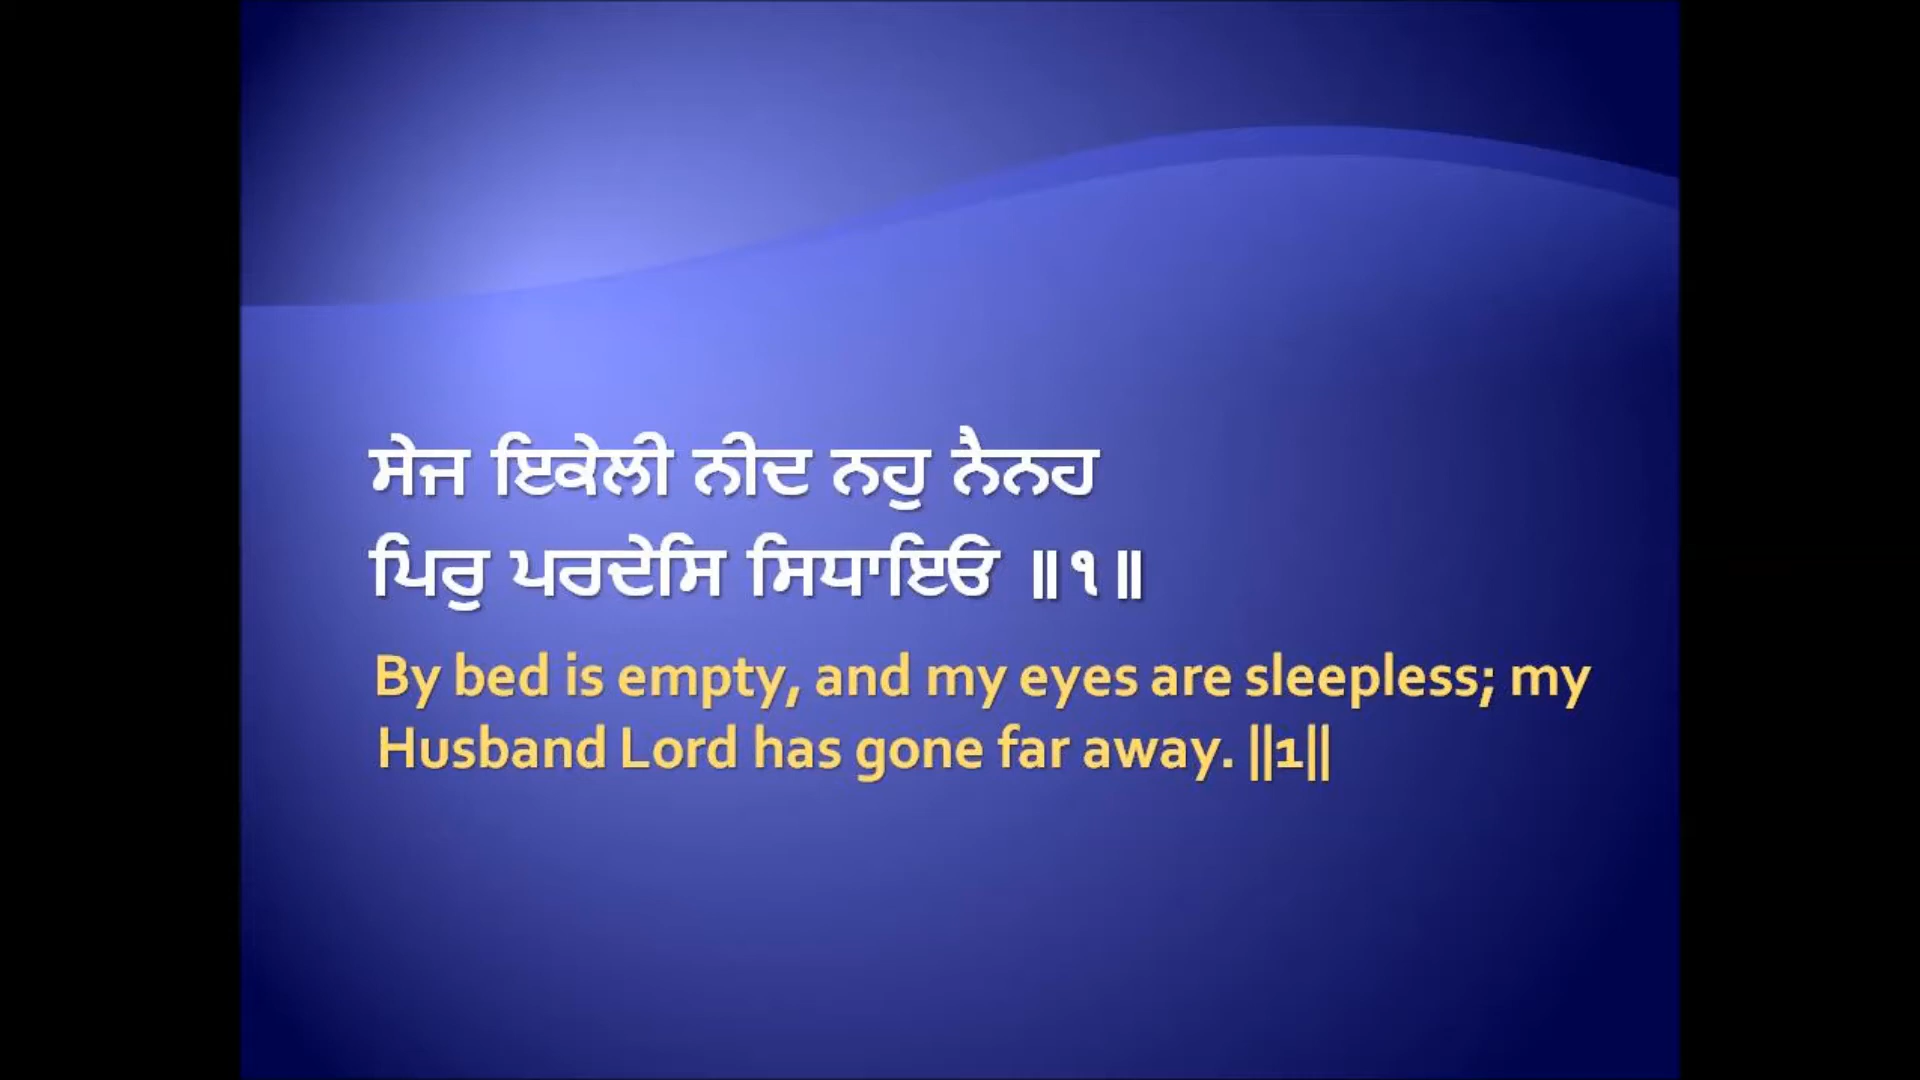 ਸੇਜ ਇਕੇਲੀ ਨੀਦ ਨਹੁ ਨੈਨਹ
ਪਿਰੁ ਪਰਦੇਸਿ ਸਿਧਾਇਓ ॥੧॥
By bed is empty, and my eyes are sleepless; my
Husband Lord has gone far away. ||1||